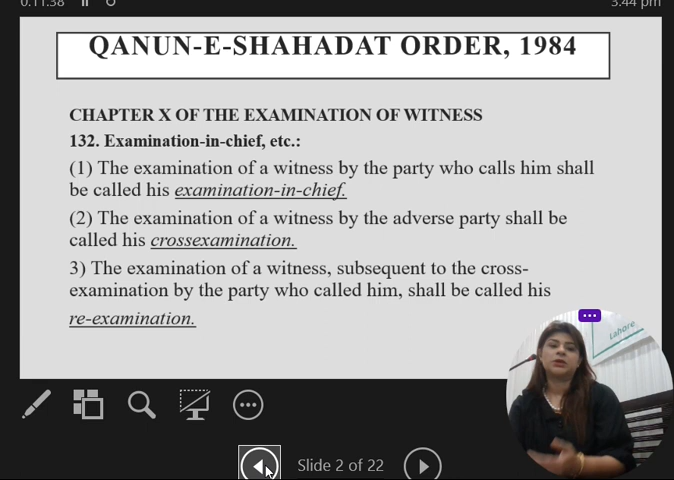 0:11:38
3:44 pm
QANUN-E-SHAHADAT ORDER, 1984
CHAPTER X OF THE EXAMINATION OF WITNESS
132. Examination-in-chief, etc.:
(1) The examination of a witness by the party who calls him shall
be called his examination-in-chief.
(2) The examination of a witness by the adverse party shall be
called his crossexamination.
3) The examination of a witness, subsequent to the cross-
examination by the party who called him, shall be called his
re-examination.
Lahore
Slide 2 of 22